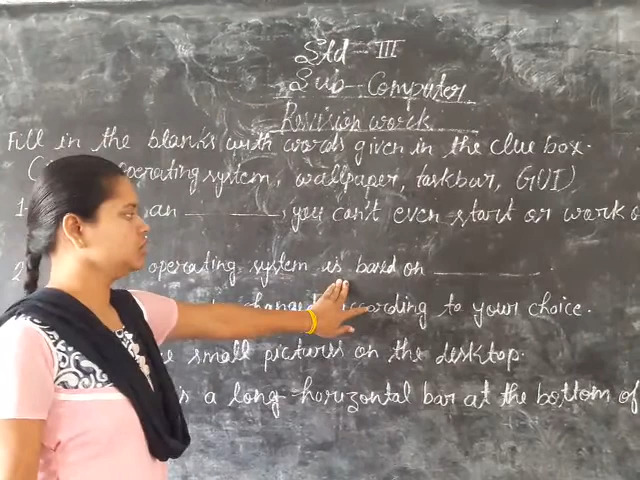 Std - III
Sub - Computer
Revision work
Fill in the blanks with words given in the clue box.
( operating system, wallpaper, taskbar, GUI)
1. an ______, you can't even start or work
2. operating system is based on ______.
changed according to your choice.
small pictures on the desktop.
is a long-horizontal bar at the bottom of